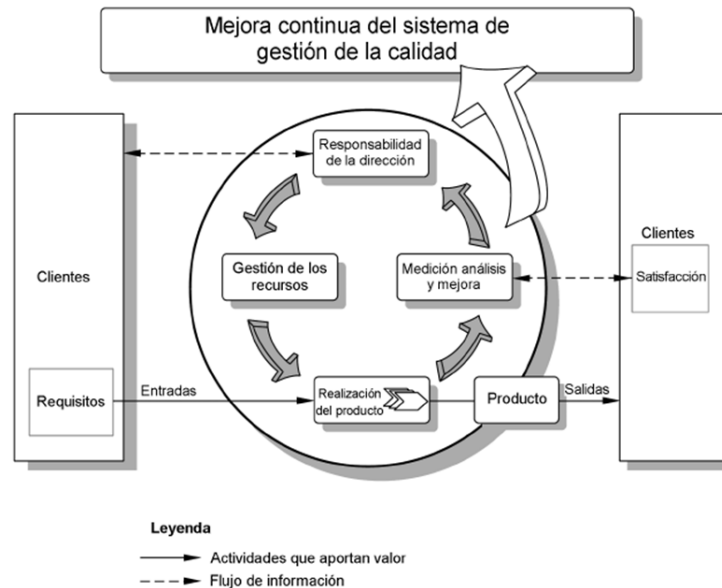 Mejora continua del sistema de
gestión de la calidad
Responsabilidad
de la dirección
Clientes
Gestión de los
recursos
Medición análisis
y mejora
Clientes
Satisfacción
Requisitos
Entradas
Realización
del producto
Producto
Salidas
Leyenda
Actividades que aportan valor
Flujo de información